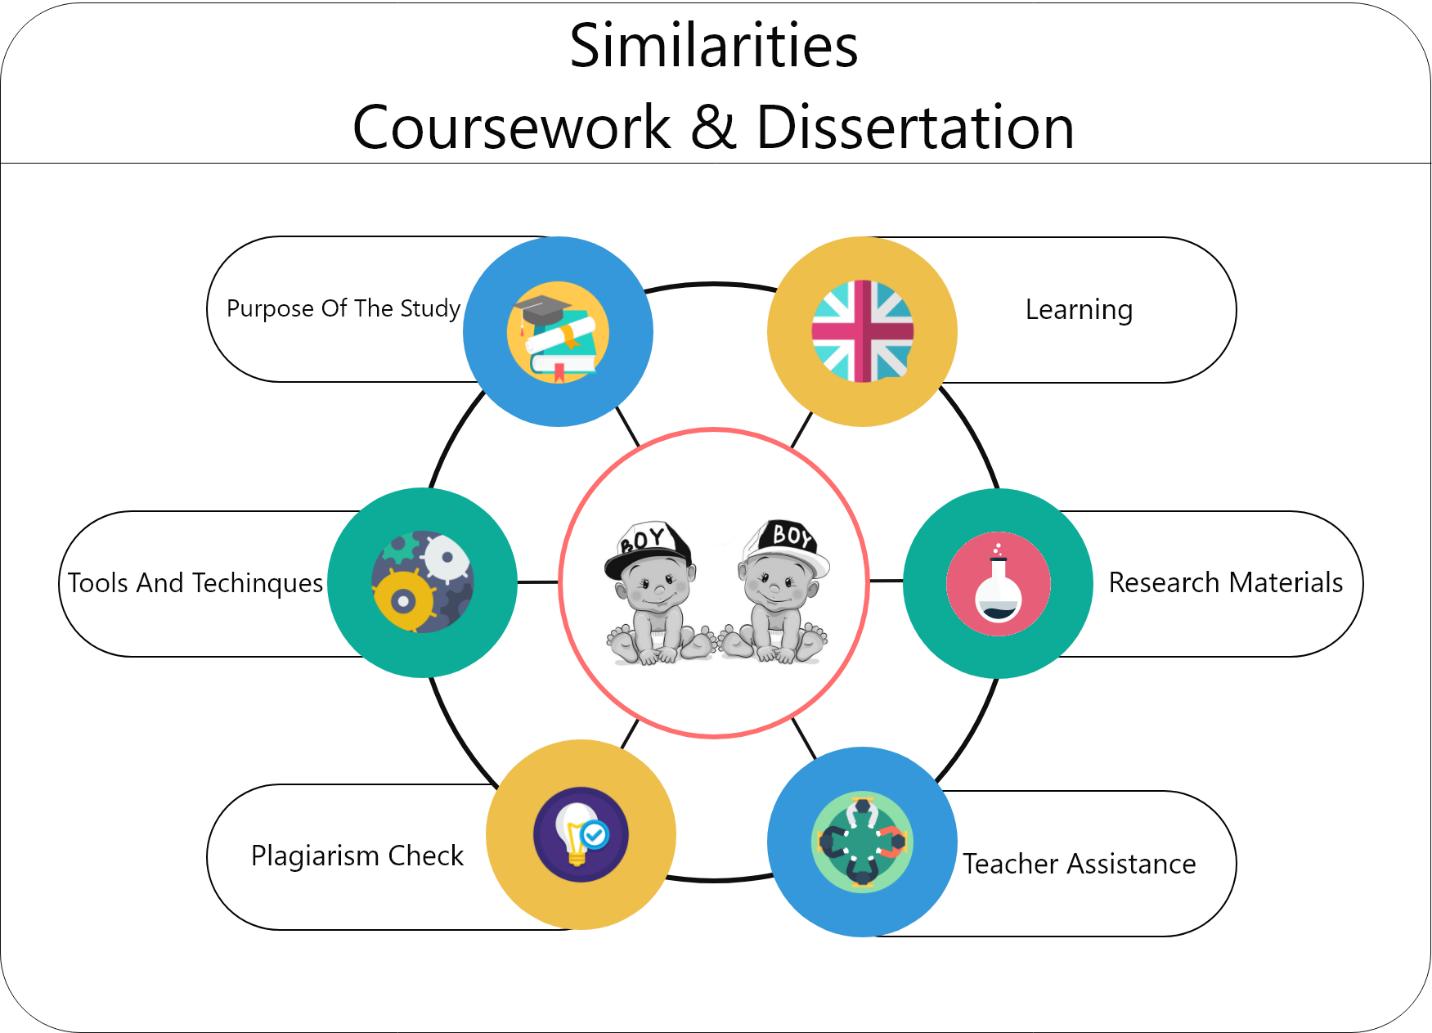 Similarities
Coursework & Dissertation
Purpose Of The Study
Learning
Tools And Techinques
BOY
BOY
Research Materials
Plagiarism Check
Teacher Assistance